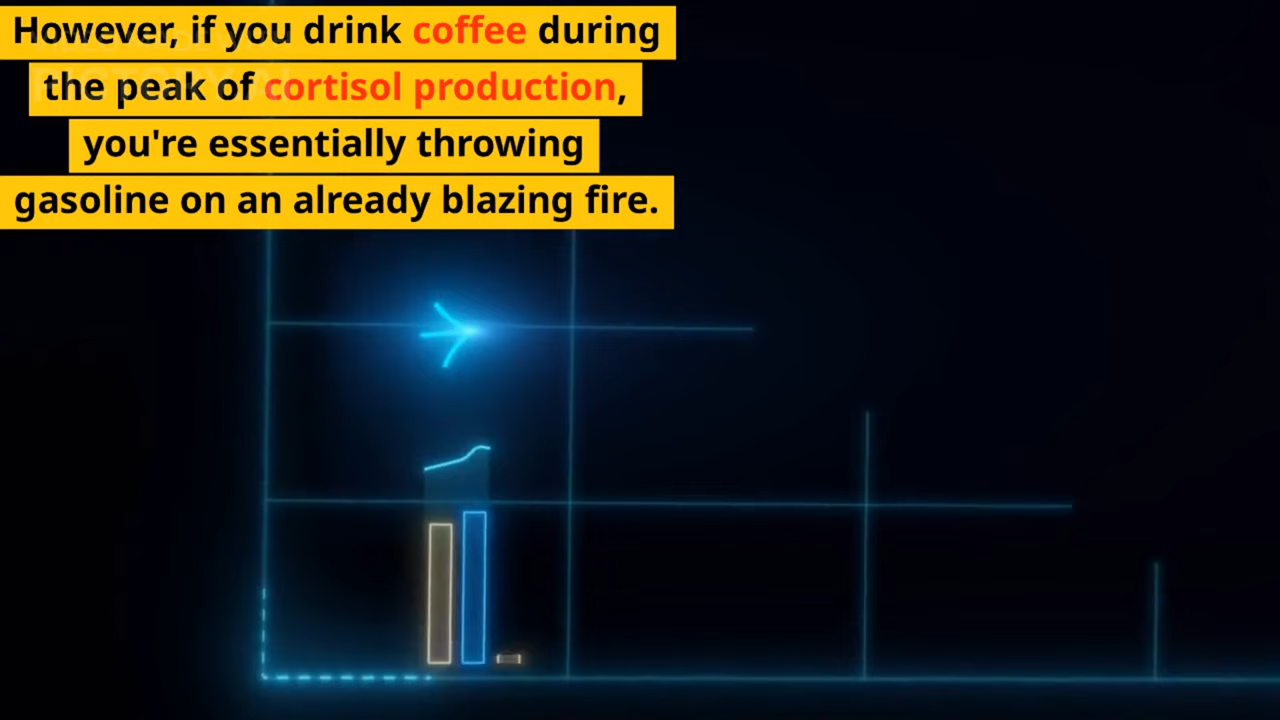 However, if you drink coffee during
the peak of cortisol production,
you're essentially throwing
gasoline on an already blazing fire.